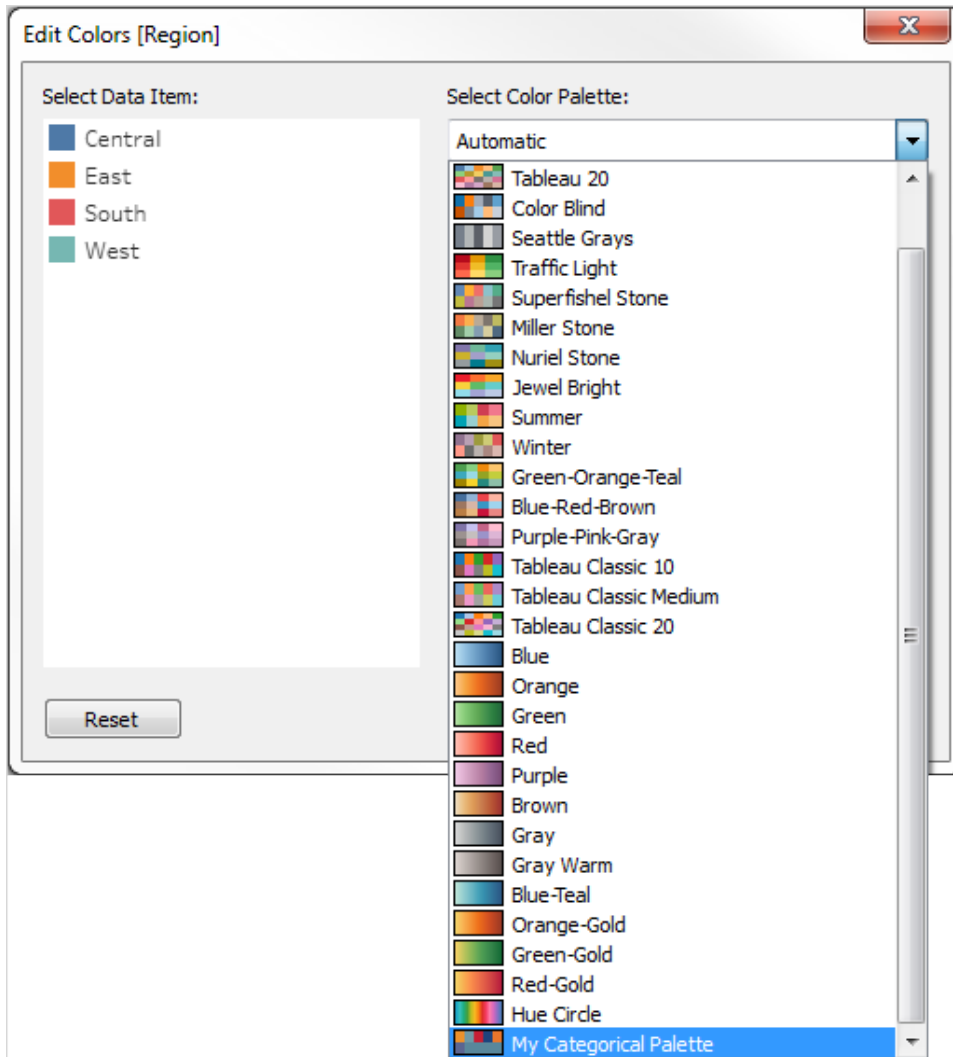 Edit Colors [Region]
Select Data Item:
Central
East
South
West
Reset
Select Color Palette:
Automatic
Tableau 20
Color Blind
Seattle Grays
Traffic Light
Superfishel Stone
Miller Stone
Nuriel Stone
Jewel Bright
Summer
Winter
Green-Orange-Teal
Blue-Red-Brown
Purple-Pink-Gray
Tableau Classic 10
Tableau Classic Medium
Tableau Classic 20
Blue
Orange
Green
Red
Purple
Brown
Gray
Gray Warm
Blue-Teal
Orange-Gold
Green-Gold
Red-Gold
Hue Circle
My Categorical Palette